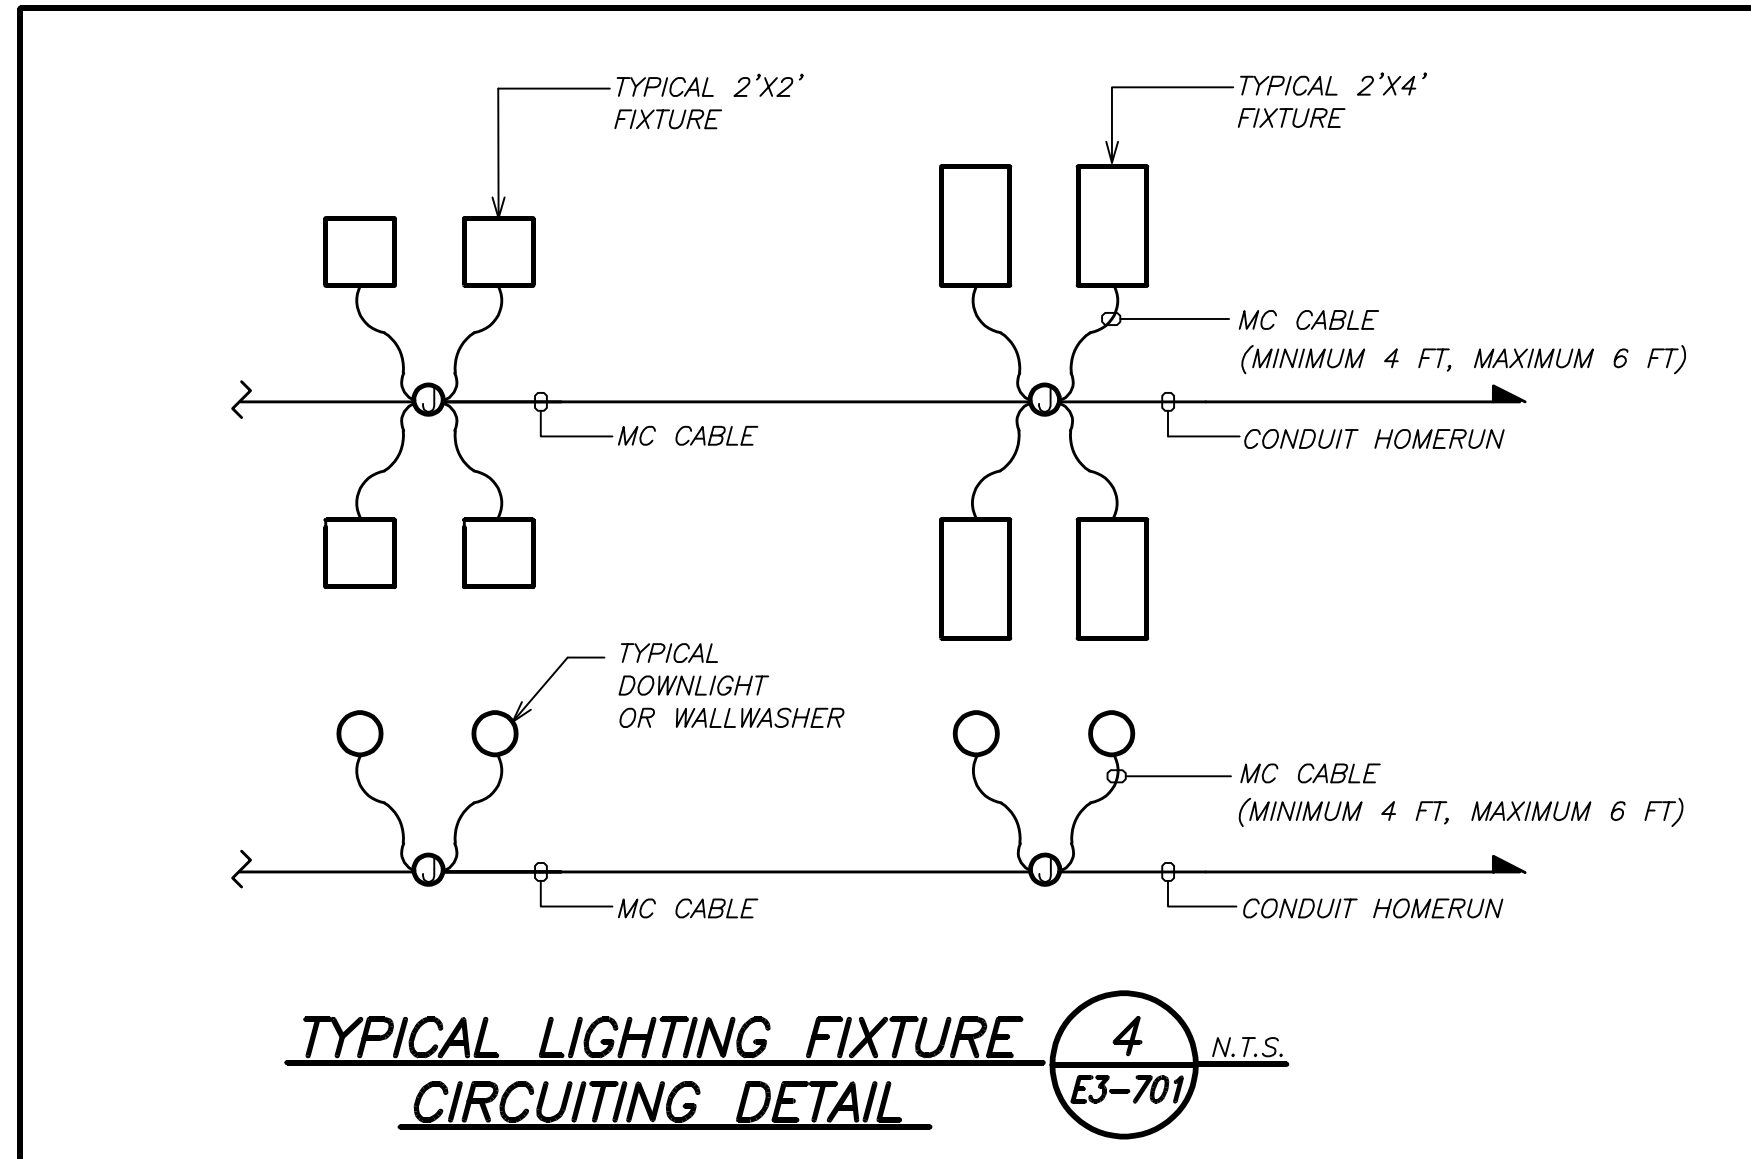 TYPICAL 2'X2'
FIXTURE
TYPICAL 2'X4'
FIXTURE
MC CABLE
(MINIMUM 4 FT, MAXIMUM 6 FT)
J
J
MC CABLE
CONDUIT HOMERUN
TYPICAL
DOWNLIGHT
OR WALLWASHER
MC CABLE
(MINIMUM 4 FT, MAXIMUM 6 FT)
J
J
MC CABLE
CONDUIT HOMERUN
TYPICAL LIGHTING FIXTURE
CIRCUITING DETAIL
4
E3-701
N.T.S.